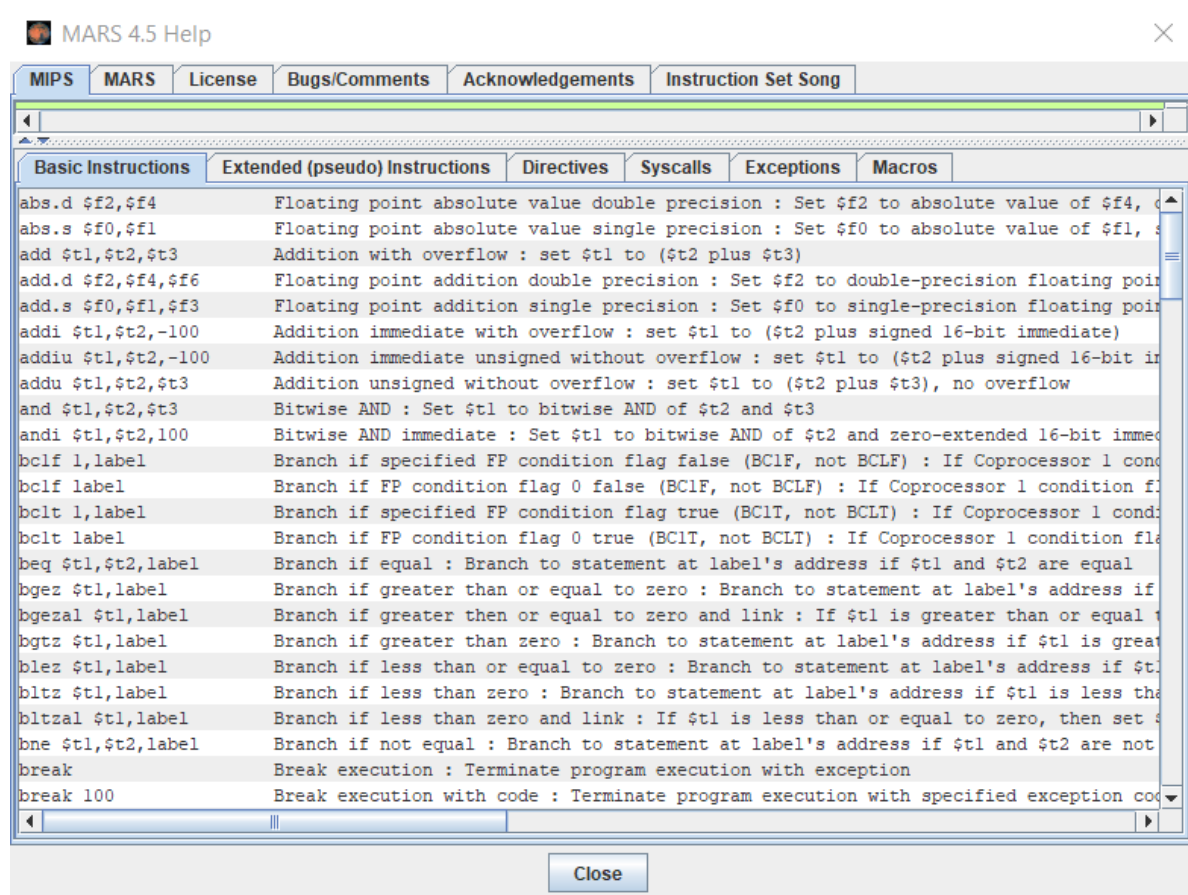 MARS 4.5 Help
MIPS MARS License Bugs/Comments Acknowledgements Instruction Set Song
Basic Instructions Extended (pseudo) Instructions Directives Syscalls Exceptions Macros
abs.d $f2,$f4 Floating point absolute value double precision : Set $f2 to absolute value of $f4,
abs.s $f0,$f1 Floating point absolute value single precision : Set $f0 to absolute value of $f1,
add $t1,$t2,$t3 Addition with overflow : set $t1 to ($t2 plus $t3)
add.d $f2,$f4,$f6 Floating point addition double precision : Set $f2 to double-precision floating
add.s $f0,$f1,$f3 Floating point addition single precision : Set $f0 to single-precision floating
addi $t1,$t2,-100 Addition immediate with overflow : set $t1 to ($t2 plus signed 16-bit immediate)
addiu $t1,$t2,-100 Addition immediate unsigned without overflow : set $t1 to ($t2 plus signed 16-bit
addu $t1,$t2,$t3 Addition unsigned without overflow : set $t1 to ($t2 plus $t3), no overflow
and $t1,$t2,$t3 Bitwise AND : Set $t1 to bitwise AND of $t2 and $t3
andi $t1,$t2,100 Bitwise AND immediate : Set $t1 to bitwise AND of $t2 and zero-extended 16-bit
bc1f 1,label Branch if specified FP condition flag false (BC1F, not BCLF) : If Coprocessor 1
bc1f label Branch if FP condition flag 0 false (BC1F, not BCLF) : If Coprocessor 1 condition
bc1t 1,label Branch if specified FP condition flag true (BC1T, not BCLT) : If Coprocessor 1
bc1t label Branch if FP condition flag 0 true (BC1T, not BCLT) : If Coprocessor 1 condition
beq $t1,$t2,label Branch if equal : Branch to statement at label's address if $t1 and $t2 are equal
bgez $t1,label Branch if greater than or equal to zero : Branch to statement at label's address if
bgezal $t1,label Branch if greater then or equal to zero and link : If $t1 is greater than or equal
bgtz $t1,label Branch if greater than zero : Branch to statement at label's address if $t1 is
blez $t1,label Branch if less than or equal to zero : Branch to statement at label's address if
bltz $t1,label Branch if less than zero : Branch to statement at label's address if $t1 is less
bltzal $t1,label Branch if less than zero and link : If $t1 is less than or equal to zero, then set
bne $t1,$t2,label Branch if not equal : Branch to statement at label's address if $t1 and $t2 are not
break Break execution : Terminate program execution with exception
break 100 Break execution with code : Terminate program execution with specified exception
Close